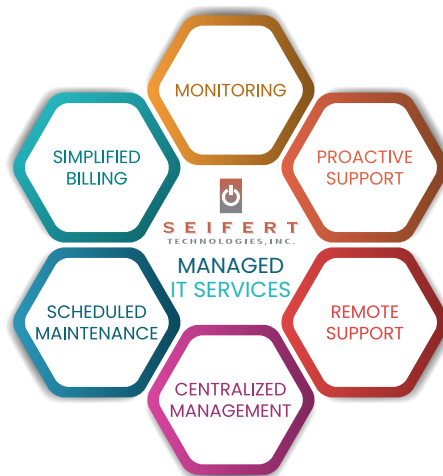 MONITORING
SIMPLIFIED
BILLING
PROACTIVE
SUPPORT
SEIFERT
TECHNOLOGIES, INC.
MANAGED
IT SERVICES
SCHEDULED
MAINTENANCE
REMOTE
SUPPORT
CENTRALIZED
MANAGEMENT